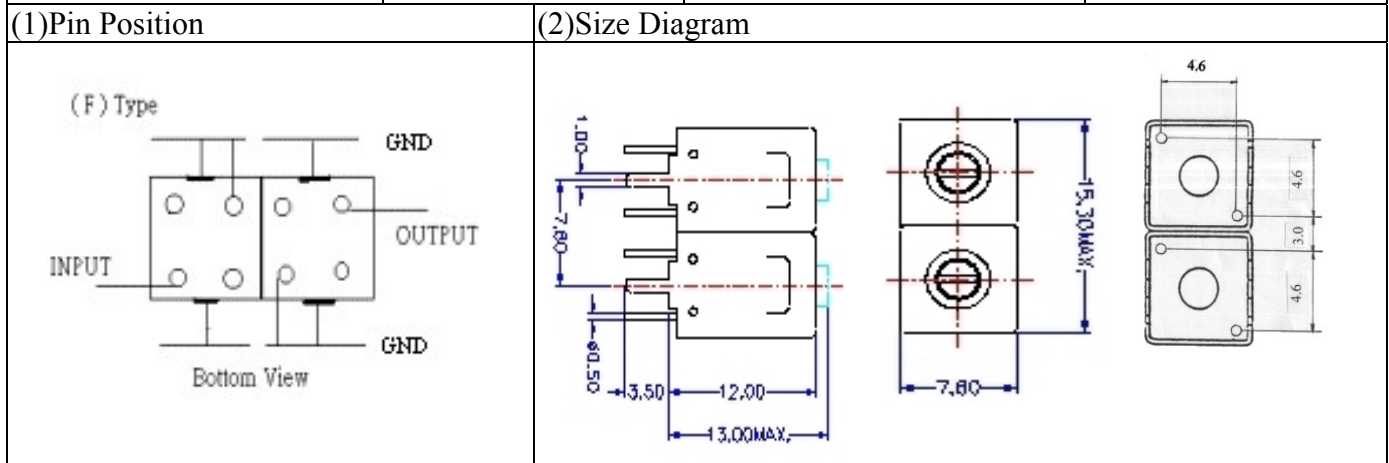 (1)Pin Position
(2)Size Diagram
(F) Type
GND
OUTPUT
INPUT
GND
Bottom View
1,00
7,80
ø0,50
3,50
12,00
13,00MAX,
7,80
15,30MAX,
4.6
4.6
3.0
4.6